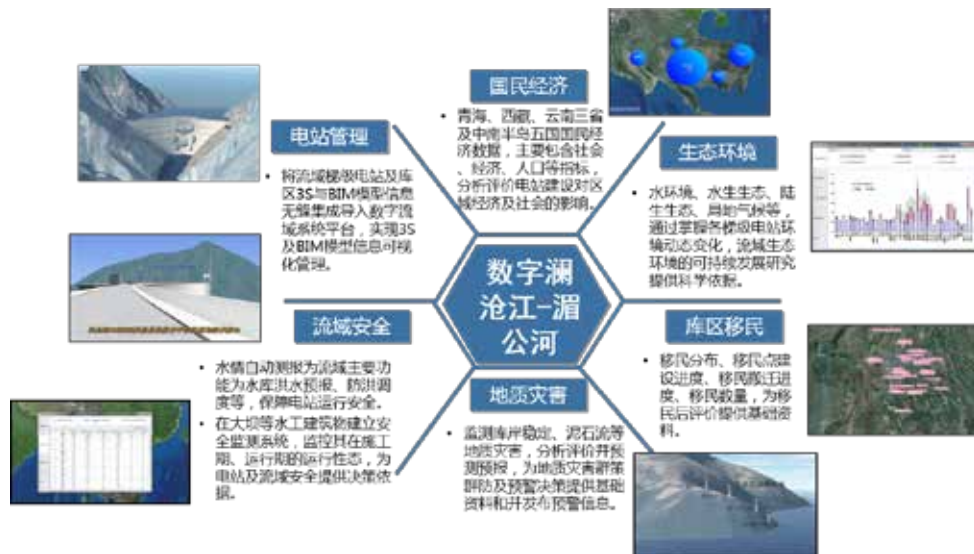 国民经济
• 青海、西藏、云南三省
及中南半岛五国国民经
济数据，主要包含社会
、经济、人口等指标，
分析评价电站建设对区
域经济及社会的影响。
电站管理
• 将流域梯级电站及库
区3S与BIM模型信息
无缝集成导入数字流
域系统平台，实现3S
及BIM模型信息可视
化管理。
生态环境
• 水环境、水生生态、陆
生生态、局地气候等，
通过掌握各梯级电站环
境动态变化，流域生态
环境的可持续发展研究
提供科学依据。
数字澜
沧江-湄
公河
流域安全
• 水情自动测报为流域主要功
能为水库洪水预报、防洪调
度等，保障电站运行安全。
• 在大坝等水工建筑物建立安
全监测系统，监控其在施工
期、运行期的运行性态，为
电站及流域安全提供决策依
据。
库区移民
• 移民分布、移民点建
设进度、移民搬迁进
度、移民数量，为移
民后评价提供基础资
料。
地质灾害
• 监测库岸稳定、泥石流等
地质灾害，分析评价并预
测预报，为地质灾害群策
群防及预警决策提供基础
资料和开发布预警信息。